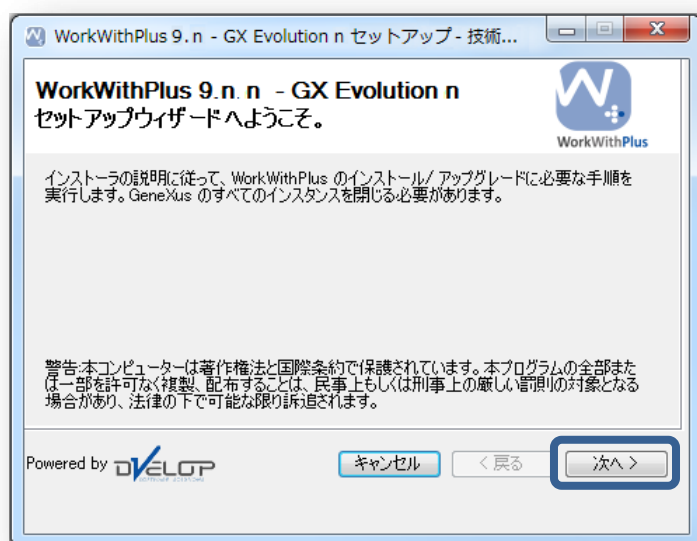 WorkWithPlus 9. n - GX Evolution n セットアップ - 技術...
WorkWithPlus 9.n. n - GX Evolution n
セットアップウィザードへようこそ。
WorkWithPlus
インストーラの説明に従って、WorkWithPlus のインストール/ アップグレードに必要な手順を
実行します。GeneXus のすべてのインスタンスを閉じる必要があります。
警告:本コンピューターは著作権法と国際条約で保護されています。本プログラムの全部また
は一部を許可なく複製、配布することは、民事上もしくは刑事上の厳しい罰則の対象となる
場合があり、法律の下で可能な限り訴追されます。
Powered by DVELOP
SOFTWARE SOLUTIONS
キャンセル
< 戻る
次へ >